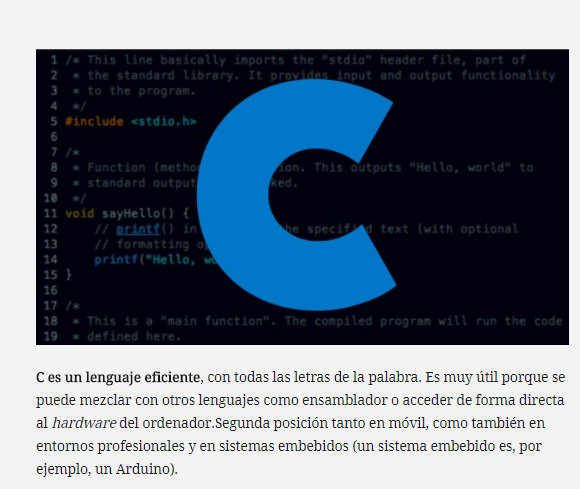 1 /* This line basically imports the "stdio" header file, part of
2 * the standard library. It provides input and output functionality
3 * to the program.
4 */
5 #include <stdio.h>
6
7 /*
8 * Function (metho ion. This outputs "Hello, world" to
9 * standard output ked.
10 */
11 void sayHello() {
12 // printf() in he specified text (with optional
13 // formatting o
14 printf("Hello, wo
15 }
16
17 /*
18 * This is a "main function". The compiled program will run the code
19 * defined here.
C
C es un lenguaje eficiente, con todas las letras de la palabra. Es muy útil porque se
puede mezclar con otros lenguajes como ensamblador o acceder de forma directa
al hardware del ordenador.Segunda posición tanto en móvil, como también en
entornos profesionales y en sistemas embebidos (un sistema embebido es, por
ejemplo, un Arduino).